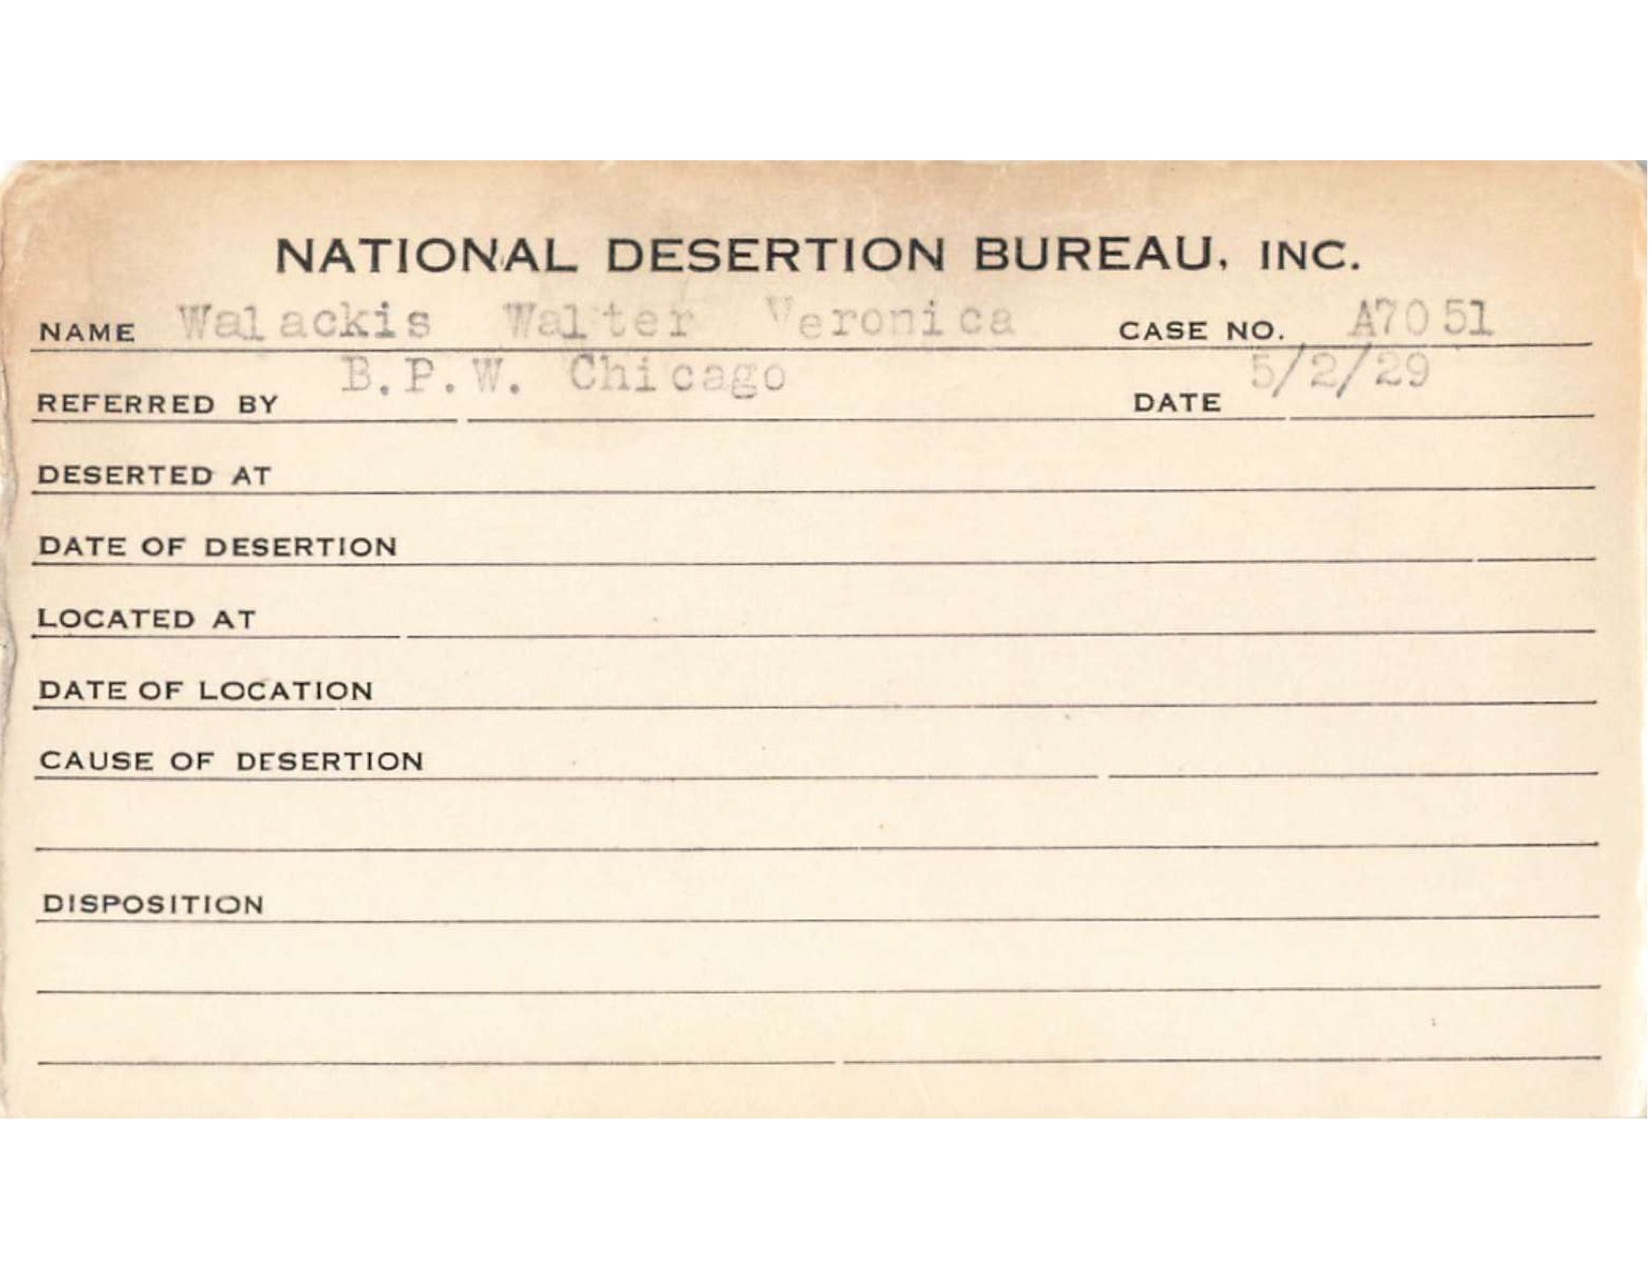 NATIONAL DESERTION BUREAU, INC.
NAME Walackis Walter Veronica CASE NO. A7051
REFERRED BY B.P.W. Chicago DATE 5/2/29
DESERTED AT
DATE OF DESERTION
LOCATED AT
DATE OF LOCATION
CAUSE OF DESERTION
DISPOSITION